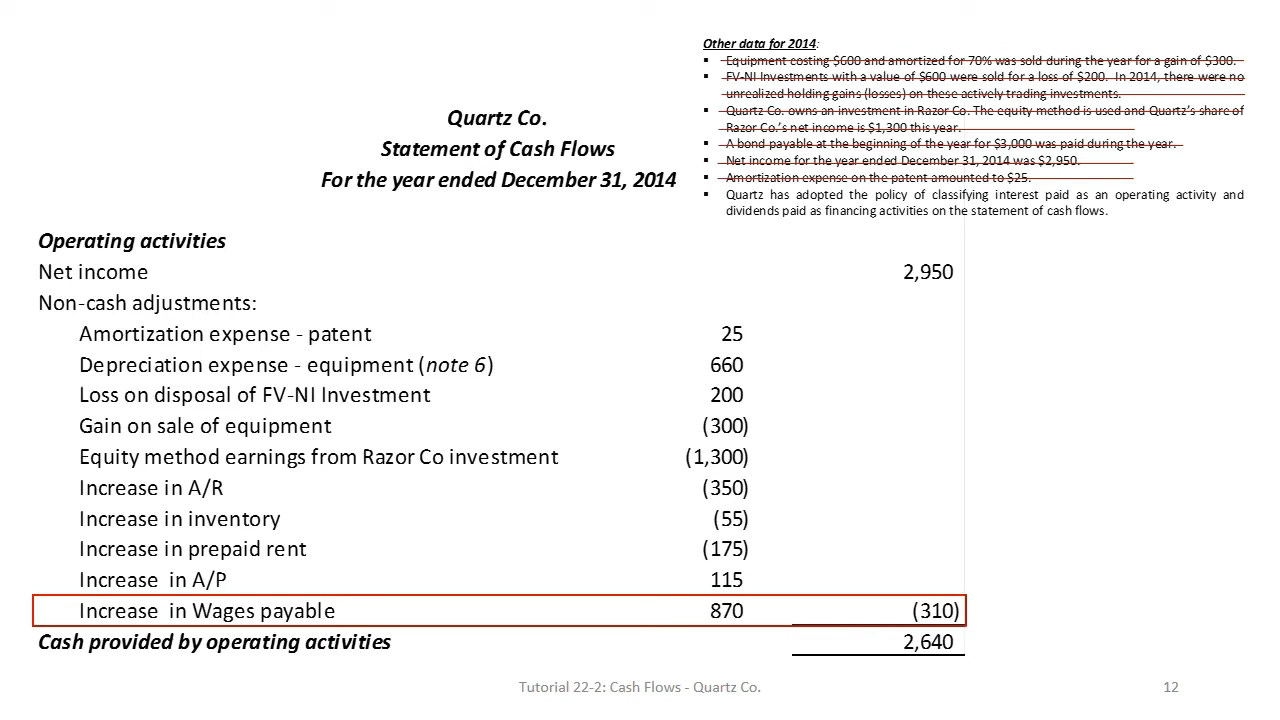 Other data for 2014:
▪ Equipment costing $600 and amortized for 70% was sold during the year for a gain of $300.
▪ FV-NI Investments with a value of $600 were sold for a loss of $200. In 2014, there were no
unrealized holding gains (losses) on these actively trading investments.
▪ Quartz Co. owns an investment in Razor Co. The equity method is used and Quartz's share of
Razor Co.'s net income is $1,300 this year.
▪ A bond payable at the beginning of the year for $3,000 was paid during the year.
▪ Net income for the year ended December 31, 2014 was $2,950.
▪ Amortization expense on the patent amounted to $25.
▪ Quartz has adopted the policy of classifying interest paid as an operating activity and
dividends paid as financing activities on the statement of cash flows.
Quartz Co.
Statement of Cash Flows
For the year ended December 31, 2014
Operating activities
Net income 2,950
Non-cash adjustments:
Amortization expense - patent 25
Depreciation expense - equipment (note 6) 660
Loss on disposal of FV-NI Investment 200
Gain on sale of equipment (300)
Equity method earnings from Razor Co investment (1,300)
Increase in A/R (350)
Increase in inventory (55)
Increase in prepaid rent (175)
Increase in A/P 115
Increase in Wages payable 870 (310)
Cash provided by operating activities 2,640
Tutorial 22-2: Cash Flows - Quartz Co. 12